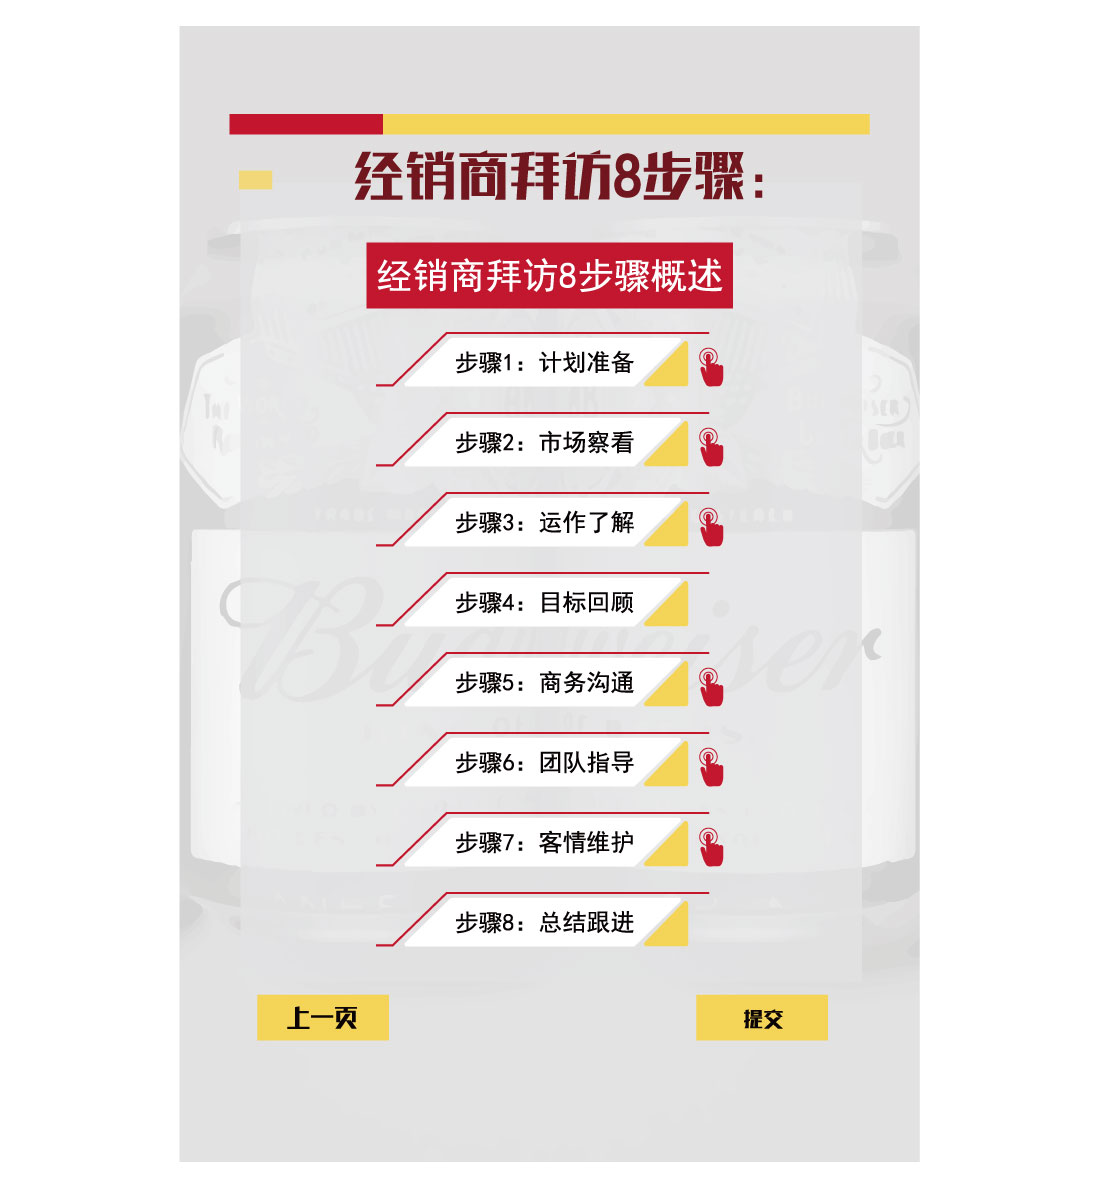 经销商拜访8步骤：
经销商拜访8步骤概述
步骤1：计划准备
步骤2：市场察看
步骤3：运作了解
步骤4：目标回顾
步骤5：商务沟通
步骤6：团队指导
步骤7：客情维护
步骤8：总结跟进
Budweiser
上一页
提交